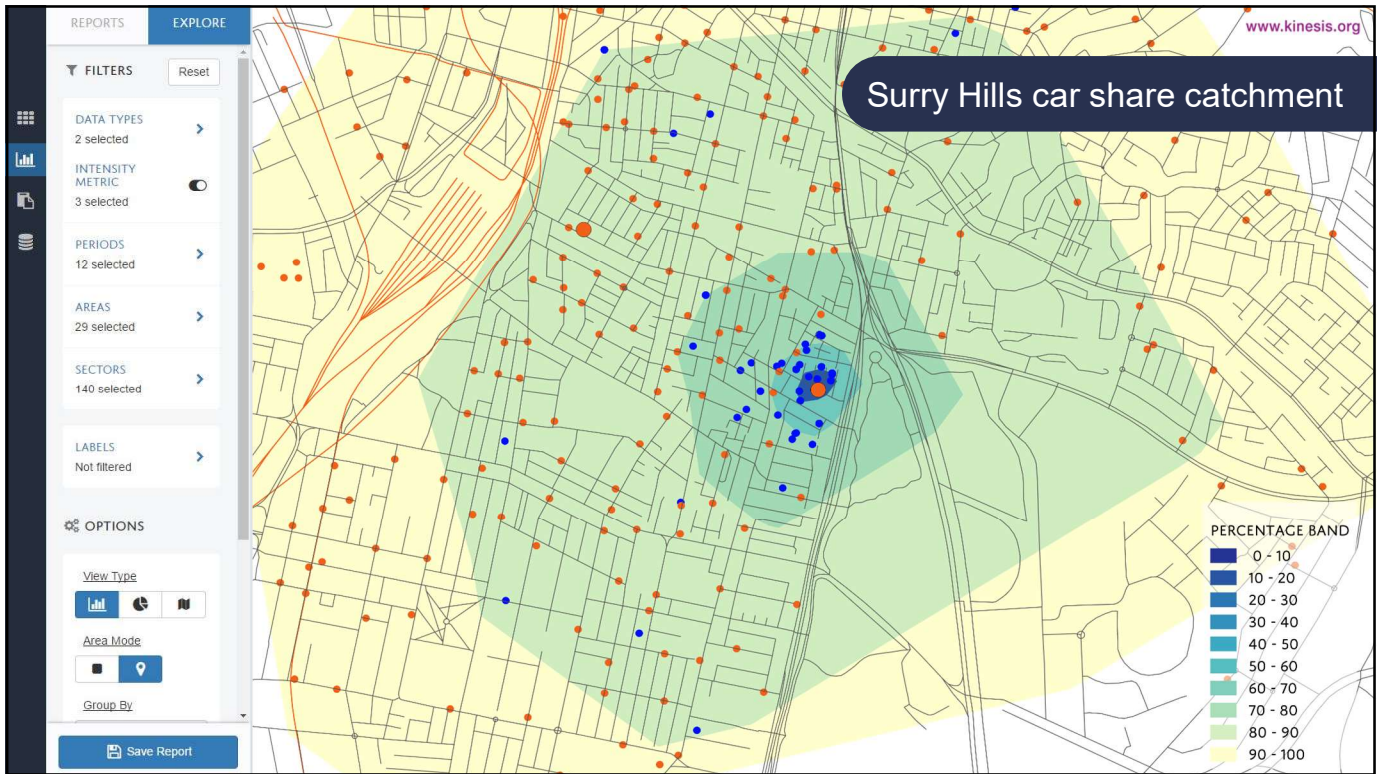 REPORTS
EXPLORE
www.kinesis.org
Surry Hills car share catchment
FILTERS
Reset
DATA TYPES
2 selected
INTENSITY
METRIC
3 selected
PERIODS
12 selected
AREAS
29 selected
SECTORS
140 selected
LABELS
Not filtered
OPTIONS
View Type
Area Mode
Group By
Save Report
PERCENTAGE BAND
0 - 10
10 - 20
20 - 30
30 - 40
40 - 50
50 - 60
60 - 70
70 - 80
80 - 90
90 - 100